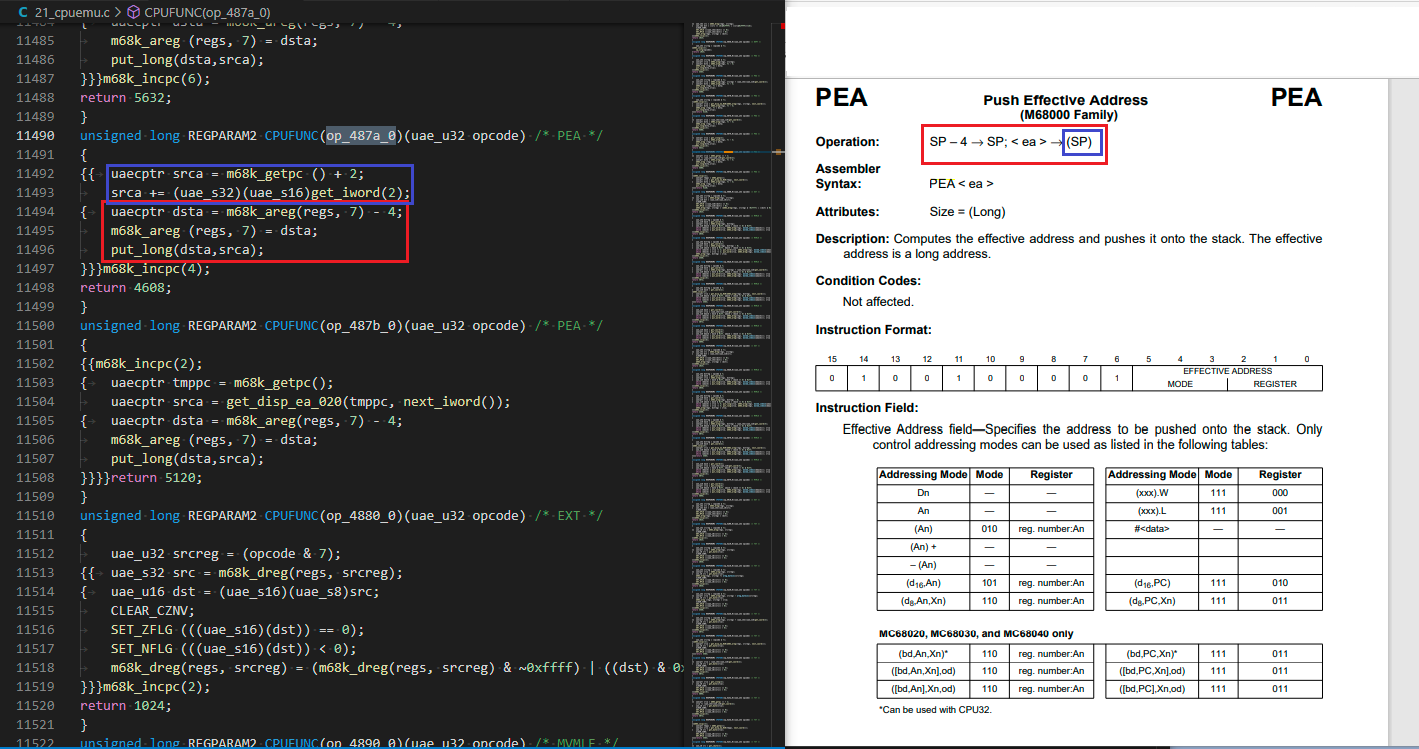 C 21_cpuemu.c > CPUFUNC(op_487a_0)
11484 { uaecptr dsta = m68k_areg(regs, 7) - 4;
11485 m68k_areg (regs, 7) = dsta;
11486 put_long(dsta,srca);
11487 }}}m68k_incpc(6);
11488 return 5632;
11489 }
11490 unsigned long REGPARAM2 CPUFUNC(op_487a_0)(uae_u32 opcode) /* PEA */
11491 {
11492 {{ uaecptr srca = m68k_getpc () + 2;
11493 srca += (uae_s32)(uae_s16)get_iword(2);
11494 { uaecptr dsta = m68k_areg(regs, 7) - 4;
11495 m68k_areg (regs, 7) = dsta;
11496 put_long(dsta,srca);
11497 }}}m68k_incpc(4);
11498 return 4608;
11499 }
11500 unsigned long REGPARAM2 CPUFUNC(op_487b_0)(uae_u32 opcode) /* PEA */
11501 {
11502 {{m68k_incpc(2);
11503 { uaecptr tmppc = m68k_getpc();
11504 uaecptr srca = get_disp_ea_020(tmppc, next_iword());
11505 { uaecptr dsta = m68k_areg(regs, 7) - 4;
11506 m68k_areg (regs, 7) = dsta;
11507 put_long(dsta,srca);
11508 }}}}return 5120;
11509 }
11510 unsigned long REGPARAM2 CPUFUNC(op_4880_0)(uae_u32 opcode) /* EXT */
11511 {
11512 uae_u32 srcreg = (opcode & 7);
11513 {{ uae_s32 src = m68k_dreg(regs, srcreg);
11514 { uae_u16 dst = (uae_s16)(uae_s8)src;
11515 CLEAR_CZNV;
11516 SET_ZFLG (((uae_s16)(dst)) == 0);
11517 SET_NFLG (((uae_s16)(dst)) < 0);
11518 m68k_dreg(regs, srcreg) = (m68k_dreg(regs, srcreg) & ~0xffff) | ((dst) & 0x
11519 }}}m68k_incpc(2);
11520 return 1024;
11521 }
11522 unsigned long REGPARAM2 CPUFUNC(op_4890_0)(uae_u32 opcode) /* MVMLE */
PEA Push Effective Address PEA
(M68000 Family)
Operation: SP – 4 → SP; < ea > → (SP)
Assembler
Syntax: PEA < ea >
Attributes: Size = (Long)
Description: Computes the effective address and pushes it onto the stack. The effective
address is a long address.
Condition Codes:
Not affected.
Instruction Format:
15 14 13 12 11 10 9 8 7 6 5 4 3 2 1 0
0 1 0 0 1 0 0 0 0 1 EFFECTIVE ADDRESS
MODE REGISTER
Instruction Field:
Effective Address field—Specifies the address to be pushed onto the stack. Only
control addressing modes can be used as listed in the following tables:
Addressing Mode Mode Register Addressing Mode Mode Register
Dn — — (xxx).W 111 000
An — — (xxx).L 111 001
(An) 010 reg. number:An #<data> — —
(An) + — —
– (An) — —
(d16,An) 101 reg. number:An (d16,PC) 111 010
(d8,An,Xn) 110 reg. number:An (d8,PC,Xn) 111 011
MC68020, MC68030, and MC68040 only
(bd,An,Xn)* 110 reg. number:An (bd,PC,Xn)* 111 011
([bd,An,Xn],od) 110 reg. number:An ([bd,PC,Xn],od) 111 011
([bd,An],Xn,od) 110 reg. number:An ([bd,PC],Xn,od) 111 011
*Can be used with CPU32.